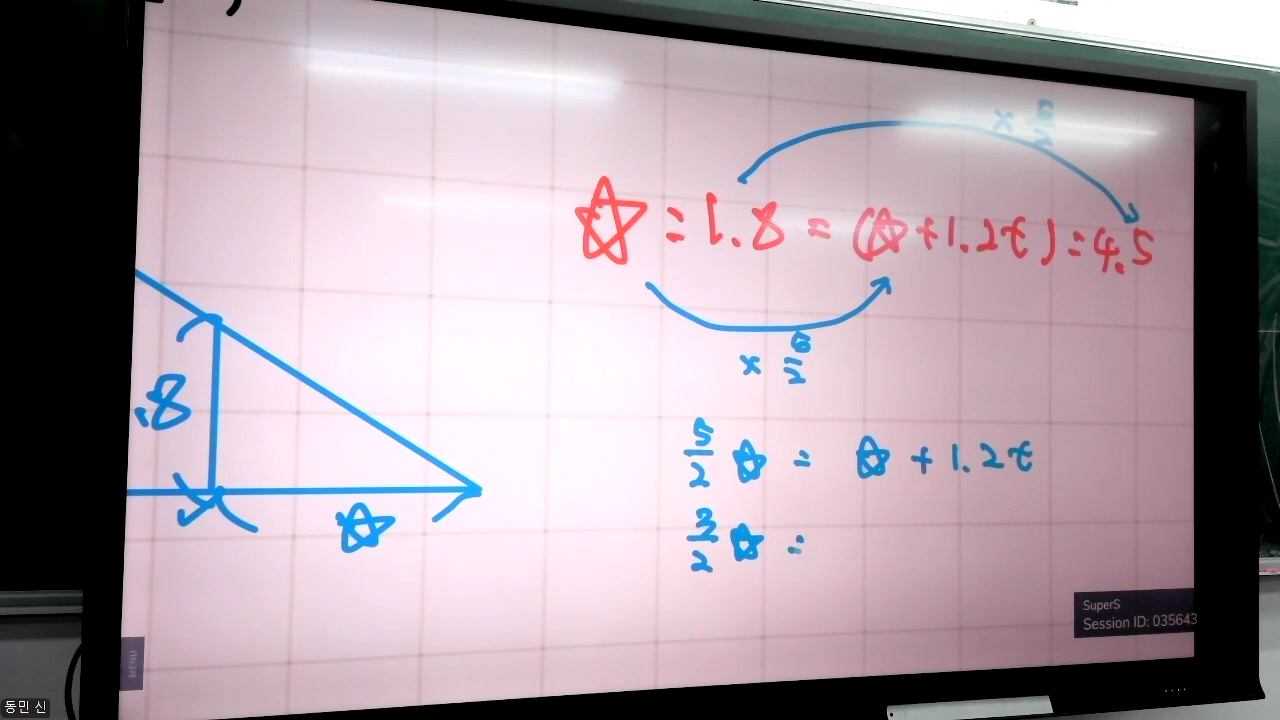 × 5/2
☆ = 1.8 = (☆ + 1.2t) = 4.5
× 5/2
.8
5/2 ☆ = ☆ + 1.2t
☆
3/2 ☆ =
SuperS
Session ID: 035643
MENU
동민 신